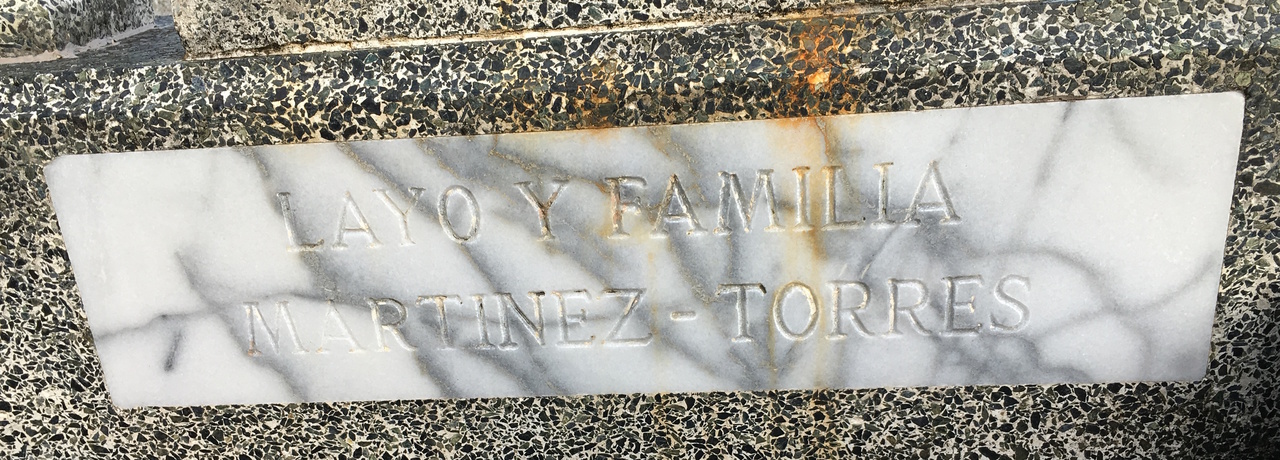 LAYO Y FAMILIA
MARTINEZ - TORRES